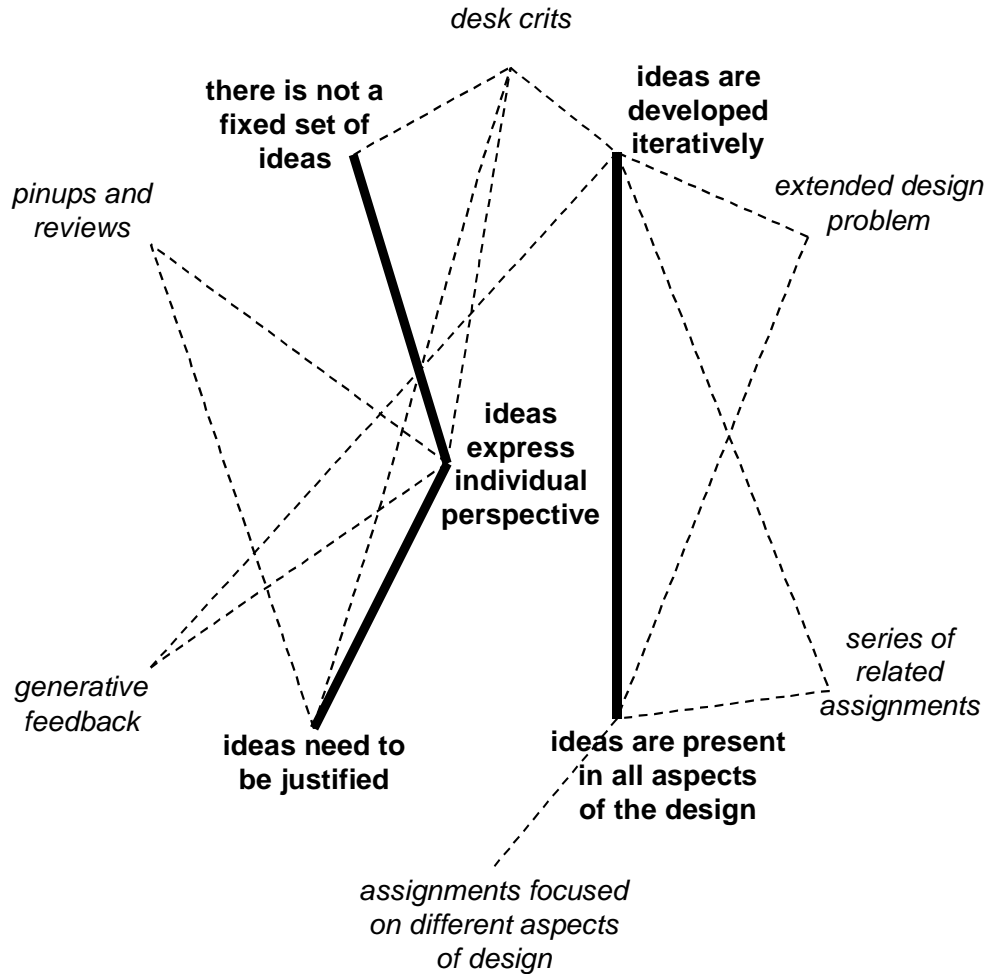 desk crits
there is not a
fixed set of
ideas
ideas are
developed
iteratively
pinups and
reviews
extended design
problem
ideas
express
individual
perspective
generative
feedback
series of
related
assignments
ideas need to
be justified
ideas are present
in all aspects
of the design
assignments focused
on different aspects
of design